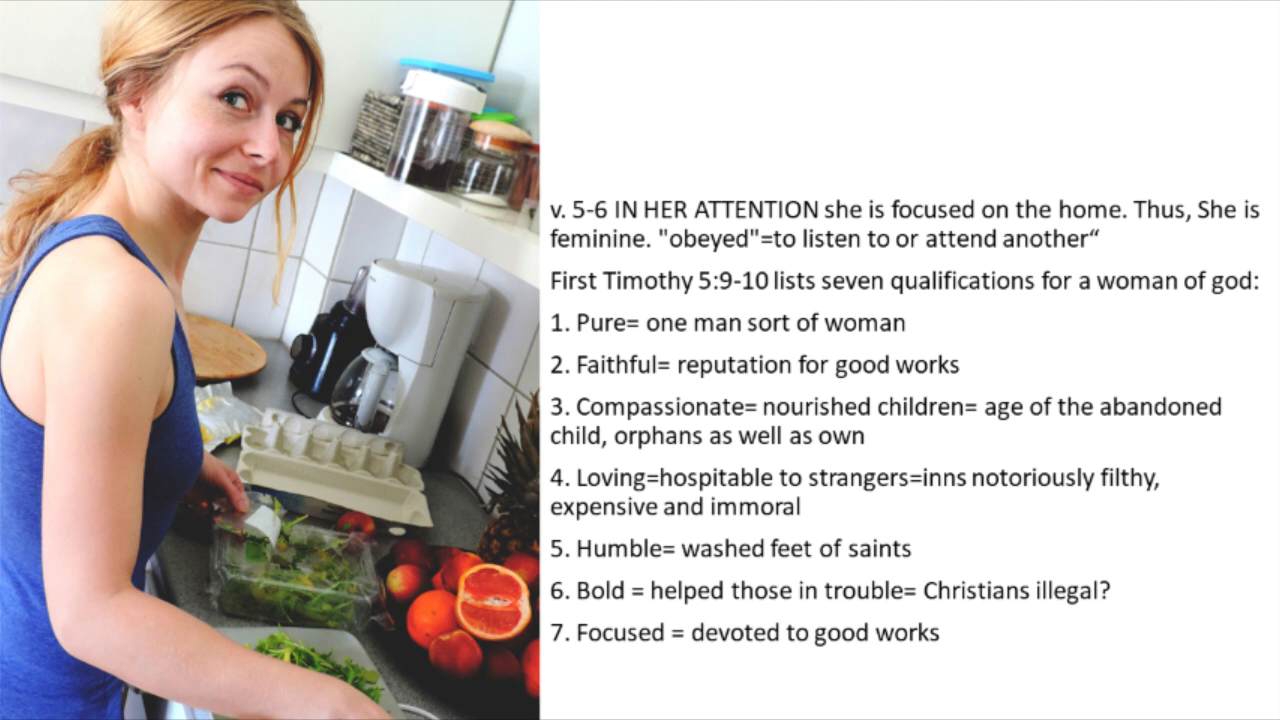 v. 5-6 IN HER ATTENTION she is focused on the home. Thus, She is
feminine. "obeyed"=to listen to or attend another“
First Timothy 5:9-10 lists seven qualifications for a woman of god:
1. Pure= one man sort of woman
2. Faithful= reputation for good works
3. Compassionate= nourished children= age of the abandoned
child, orphans as well as own
4. Loving=hospitable to strangers=inns notoriously filthy,
expensive and immoral
5. Humble= washed feet of saints
6. Bold = helped those in trouble= Christians illegal?
7. Focused = devoted to good works